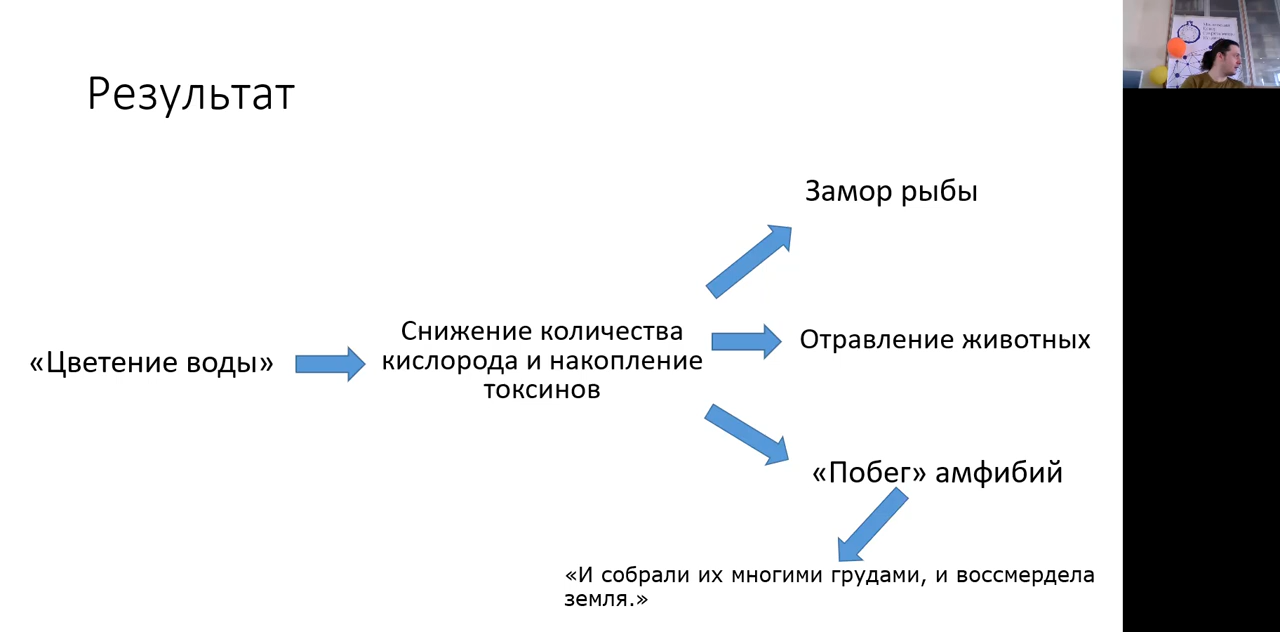 Результат
Замор рыбы
«Цветение воды»
Снижение количества
кислорода и накопление
токсинов
Отравление животных
«Побег» амфибий
«И собрали их многими грудами, и воссмердела
земля.»